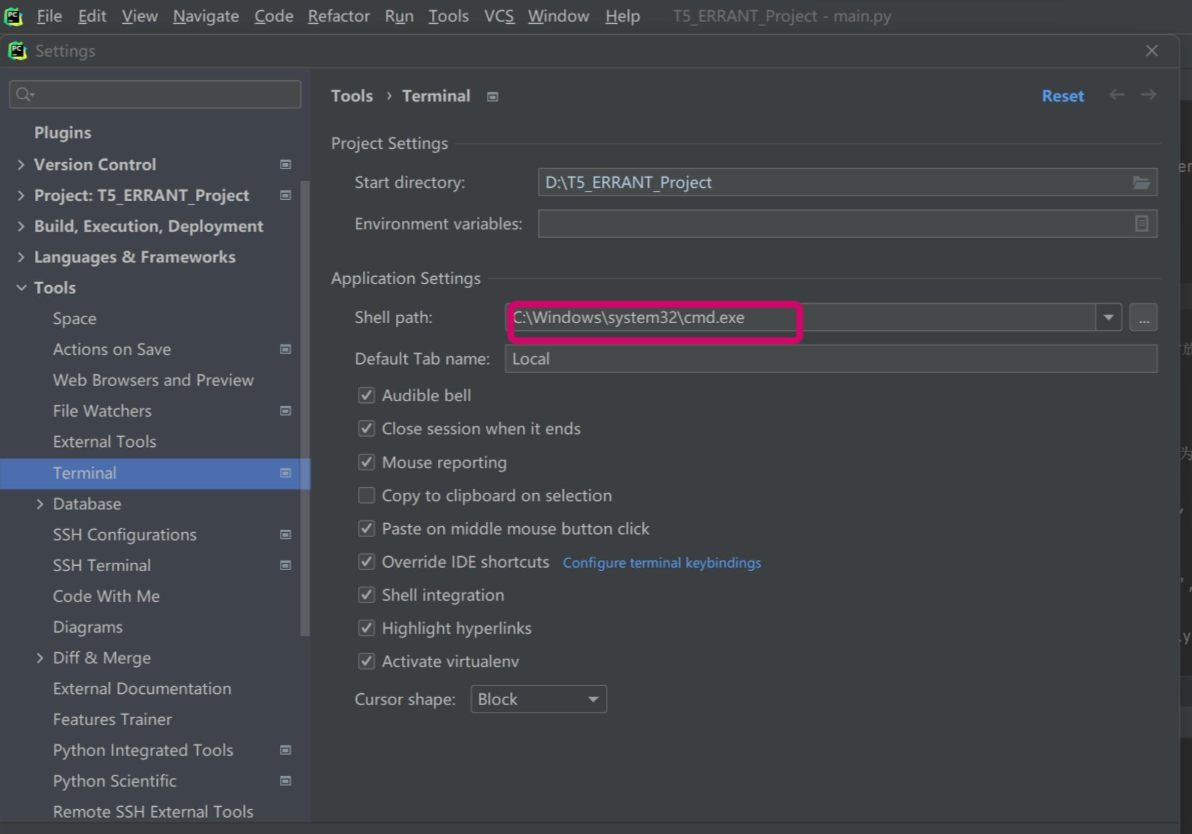 File Edit View Navigate Code Refactor Run Tools VCS Window Help T5_ERRANT_Project - main.py
Settings
Plugins
Version Control
Project: T5_ERRANT_Project
Build, Execution, Deployment
Languages & Frameworks
Tools
Space
Actions on Save
Web Browsers and Preview
File Watchers
External Tools
Terminal
Database
SSH Configurations
SSH Terminal
Code With Me
Diagrams
Diff & Merge
External Documentation
Features Trainer
Python Integrated Tools
Python Scientific
Remote SSH External Tools
Tools › Terminal
Reset
Project Settings
Start directory: D:\T5_ERRANT_Project
Environment variables:
Application Settings
Shell path: C:\Windows\system32\cmd.exe
...
Default Tab name: Local
Audible bell
Close session when it ends
Mouse reporting
Copy to clipboard on selection
Paste on middle mouse button click
Override IDE shortcuts Configure terminal keybindings
Shell integration
Highlight hyperlinks
Activate virtualenv
Cursor shape: Block